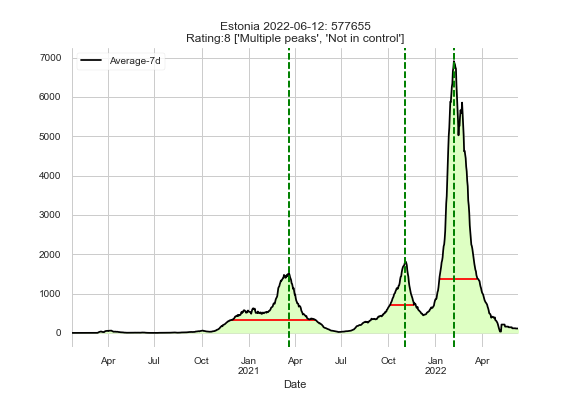 Estonia 2022-06-12: 577655
Rating:8 ['Multiple peaks', 'Not in control']
Average-7d
7000
6000
5000
4000
3000
2000
1000
0
Apr Jul Oct Jan Apr Jul Oct Jan Apr
2021 2022
Date